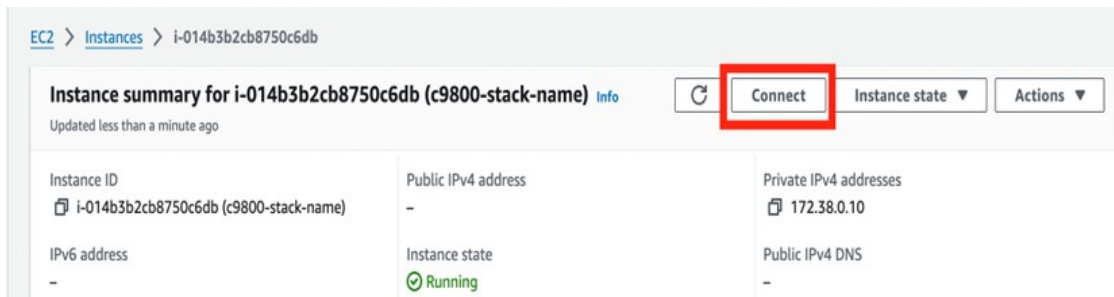 EC2 > Instances > i-014b3b2cb8750c6db
Instance summary for i-014b3b2cb8750c6db (c9800-stack-name) Info
Connect
Instance state ▼
Actions ▼
Updated less than a minute ago
Instance ID
i-014b3b2cb8750c6db (c9800-stack-name)
Public IPv4 address
–
Private IPv4 addresses
172.38.0.10
IPv6 address
–
Instance state
Running
Public IPv4 DNS
–